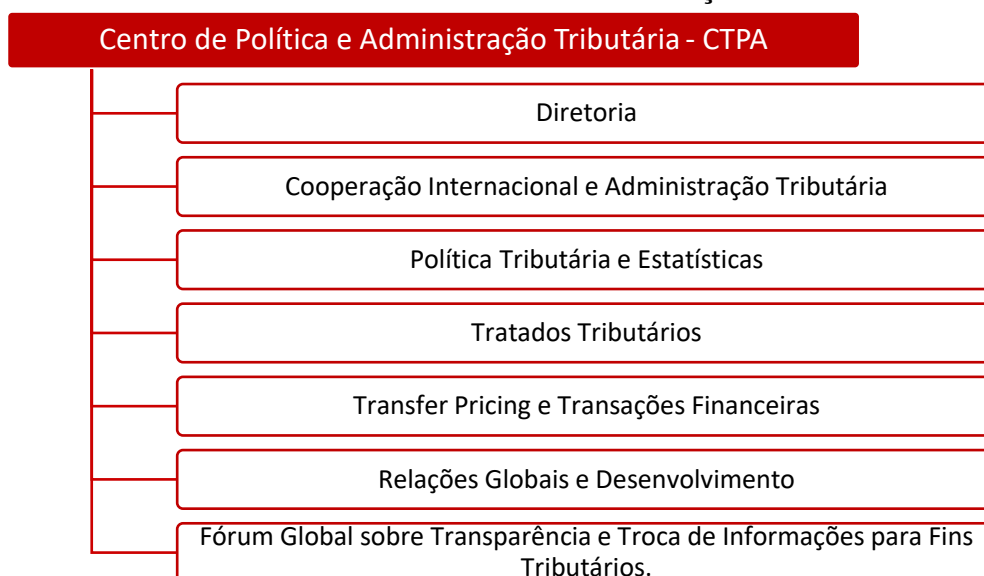 Centro de Política e Administração Tributária - CTPA
Diretoria
Cooperação Internacional e Administração Tributária
Política Tributária e Estatísticas
Tratados Tributários
Transfer Pricing e Transações Financeiras
Relações Globais e Desenvolvimento
Fórum Global sobre Transparência e Troca de Informações para Fins
Tributários.